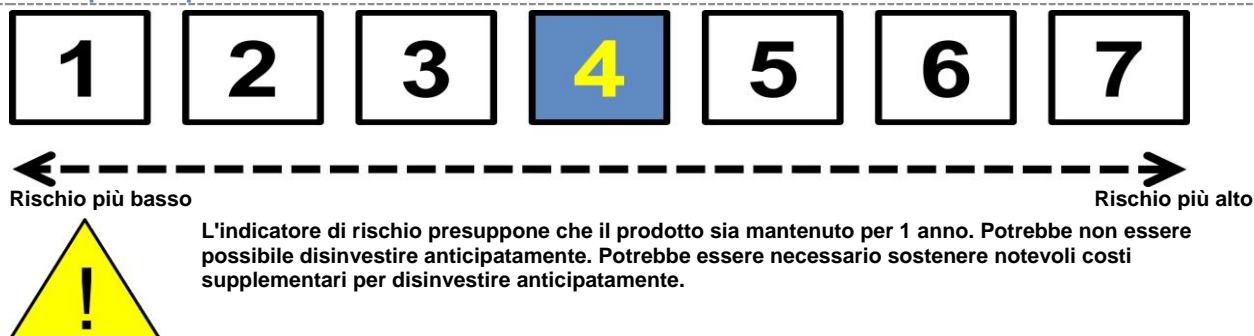 1 2 3 4 5 6 7
Rischio più basso Rischio più alto
! L'indicatore di rischio presuppone che il prodotto sia mantenuto per 1 anno. Potrebbe non essere
possibile disinvestire anticipatamente. Potrebbe essere necessario sostenere notevoli costi
supplementari per disinvestire anticipatamente.